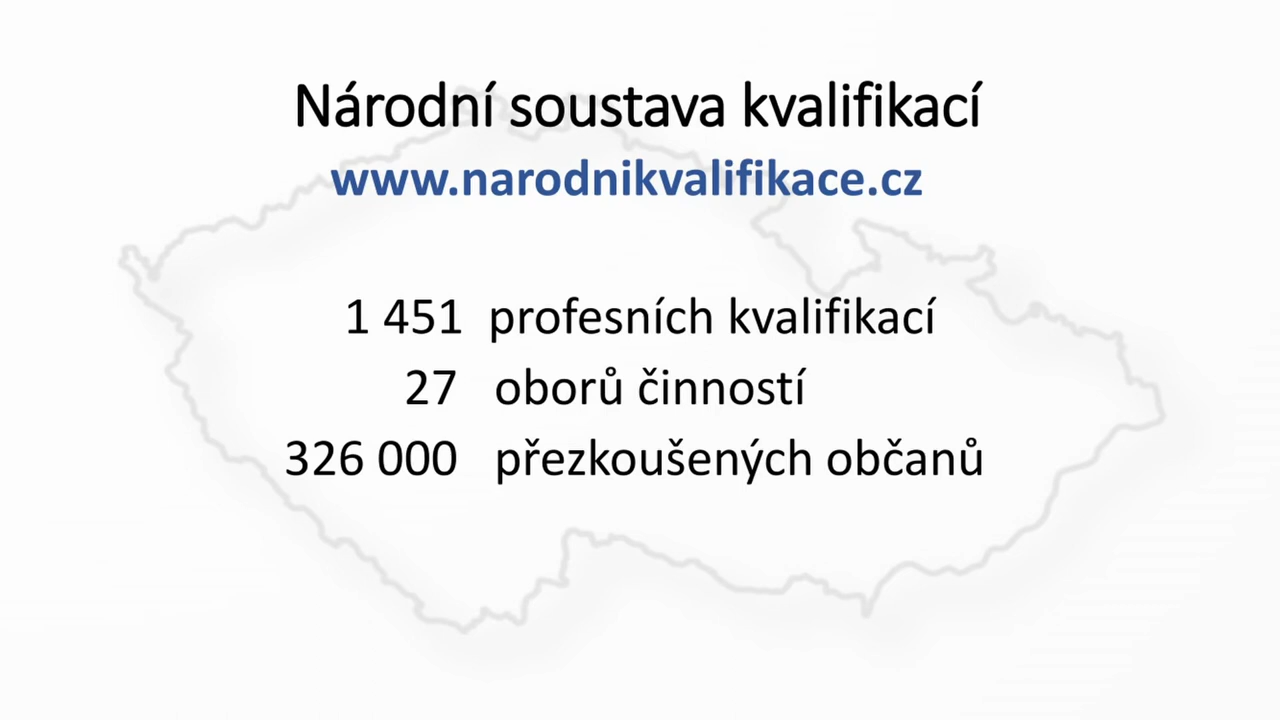 Národní soustava kvalifikací
www.narodnikvalifikace.cz
1 451 profesních kvalifikací
27 oborů činností
326 000 přezkoušených občanů